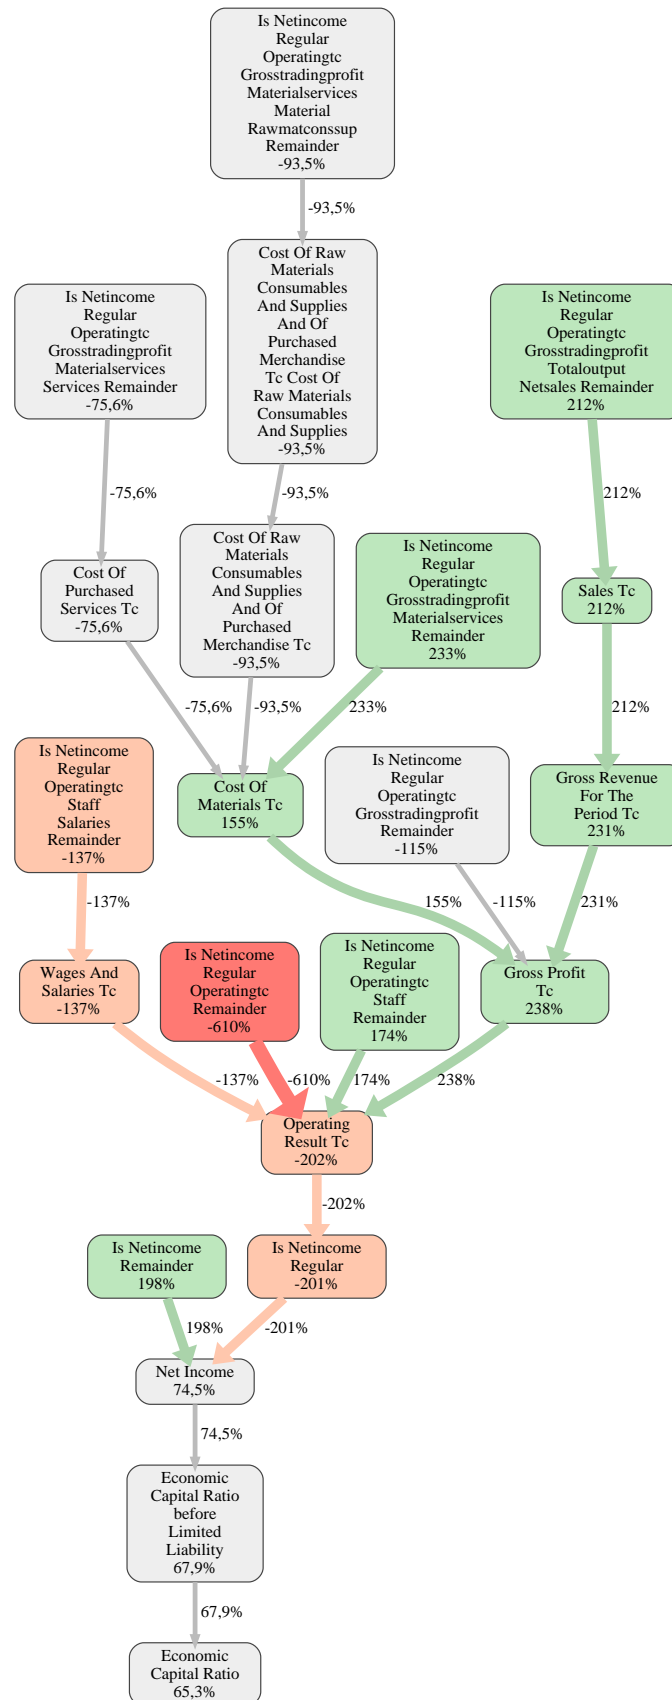 Is Netincome
Regular
Operatingtc
Grosstradingprofit
Materialservices
Material
Rawmatconssup
Remainder
-93,5%
-93,5%
Cost Of Raw
Materials
Consumables
And Supplies
And Of
Purchased
Merchandise
Tc Cost Of
Raw Materials
Consumables
And Supplies
-93,5%
Is Netincome
Regular
Operatingtc
Grosstradingprofit
Materialservices
Services Remainder
-75,6%
Is Netincome
Regular
Operatingtc
Grosstradingprofit
Totaloutput
Netsales Remainder
212%
-75,6%
-93,5%
212%
Cost Of
Purchased
Services Tc
-75,6%
Cost Of Raw
Materials
Consumables
And Supplies
And Of
Purchased
Merchandise Tc
-93,5%
Is Netincome
Regular
Operatingtc
Grosstradingprofit
Materialservices
Remainder
233%
Sales Tc
212%
-75,6%
-93,5%
233%
212%
Is Netincome
Regular
Operatingtc
Staff
Salaries
Remainder
-137%
Cost Of
Materials Tc
155%
Is Netincome
Regular
Operatingtc
Grosstradingprofit
Remainder
-115%
Gross Revenue
For The
Period Tc
231%
-137%
155%
-115%
231%
Wages And
Salaries Tc
-137%
Is Netincome
Regular
Operatingtc
Remainder
-610%
Is Netincome
Regular
Operatingtc
Staff
Remainder
174%
Gross Profit
Tc
238%
-137%
-610%
174%
238%
Operating
Result Tc
-202%
-202%
Is Netincome
Remainder
198%
Is Netincome
Regular
-201%
198%
-201%
Net Income
74,5%
74,5%
Economic
Capital Ratio
before
Limited
Liability
67,9%
67,9%
Economic
Capital Ratio
65,3%